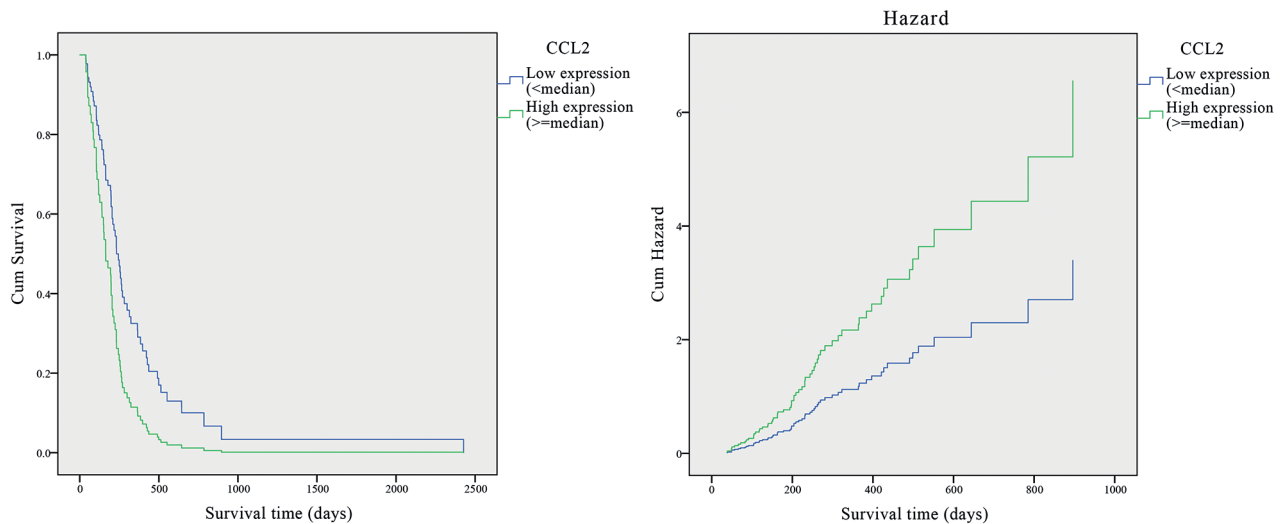 CCL2
Low expression
(<median)
High expression
(>=median)
Cum Survival
1.0
0.8
0.6
0.4
0.2
0.0
0 500 1000 1500 2000 2500
Survival time (days)
Hazard
CCL2
Low expression
(<median)
High expression
(>=median)
Cum Hazard
6
4
2
0
0 200 400 600 800 1000
Survival time (days)